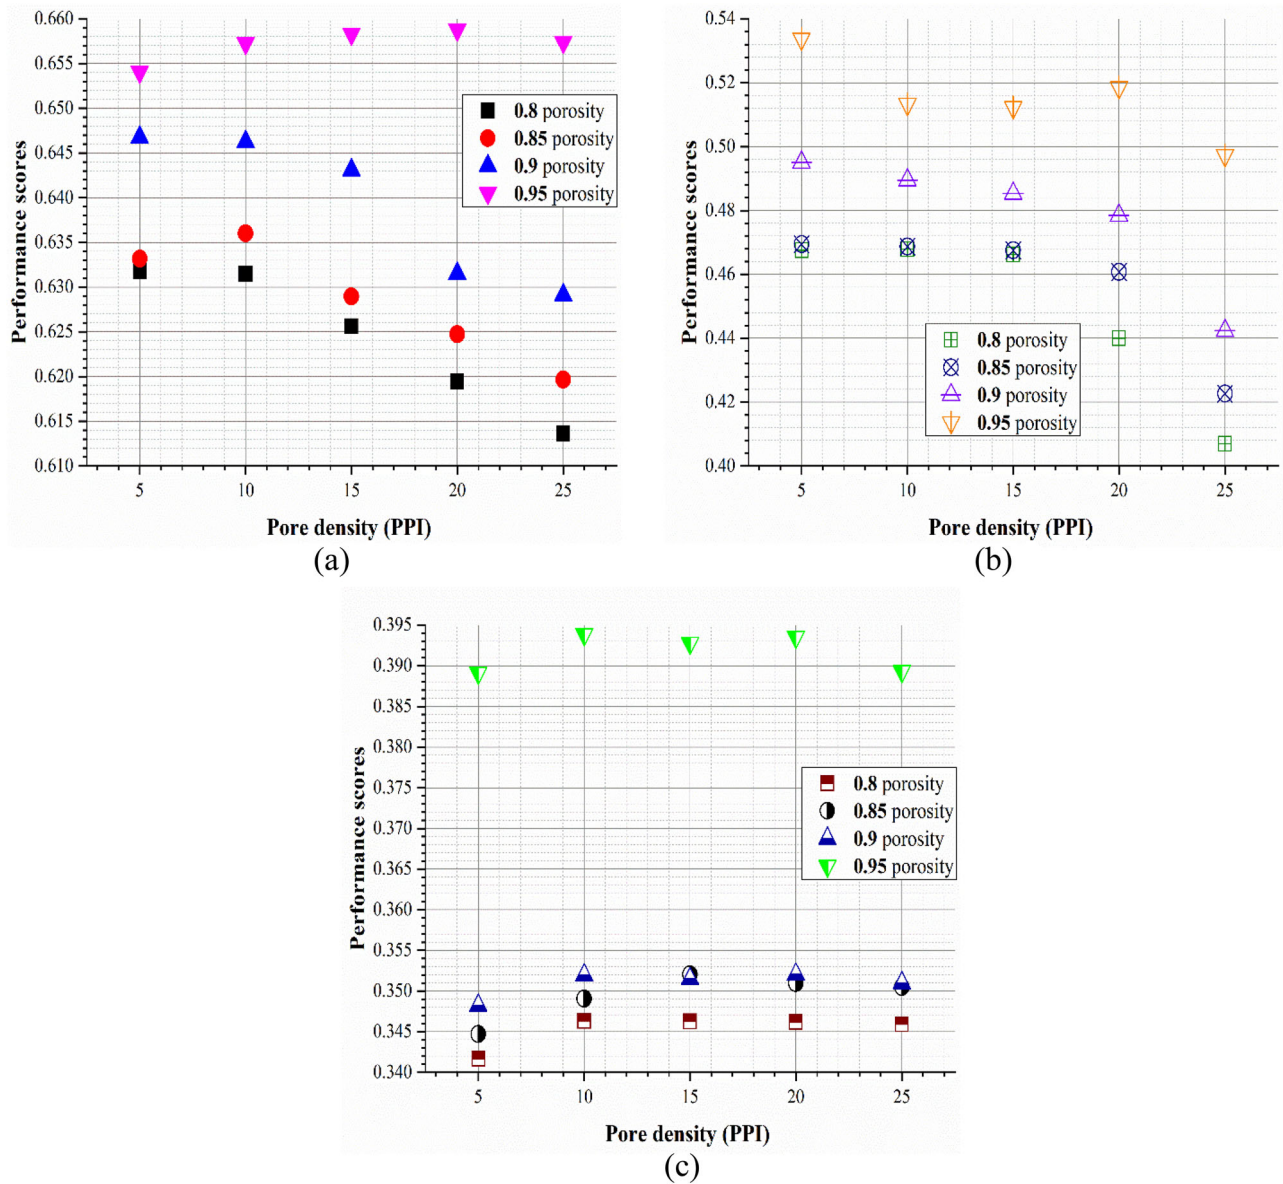 0.660
0.655
0.650
0.645
0.640
0.635
0.630
0.625
0.620
0.615
0.610
Performance scores
0.8 porosity
0.85 porosity
0.9 porosity
0.95 porosity
5 10 15 20 25
Pore density (PPI)
(a)
0.54
0.52
0.50
0.48
0.46
0.44
0.42
0.40
Performance scores
0.8 porosity
0.85 porosity
0.9 porosity
0.95 porosity
5 10 15 20 25
Pore density (PPI)
(b)
0.395
0.390
0.385
0.380
0.375
0.370
0.365
0.360
0.355
0.350
0.345
0.340
Performance scores
0.8 porosity
0.85 porosity
0.9 porosity
0.95 porosity
5 10 15 20 25
Pore density (PPI)
(c)